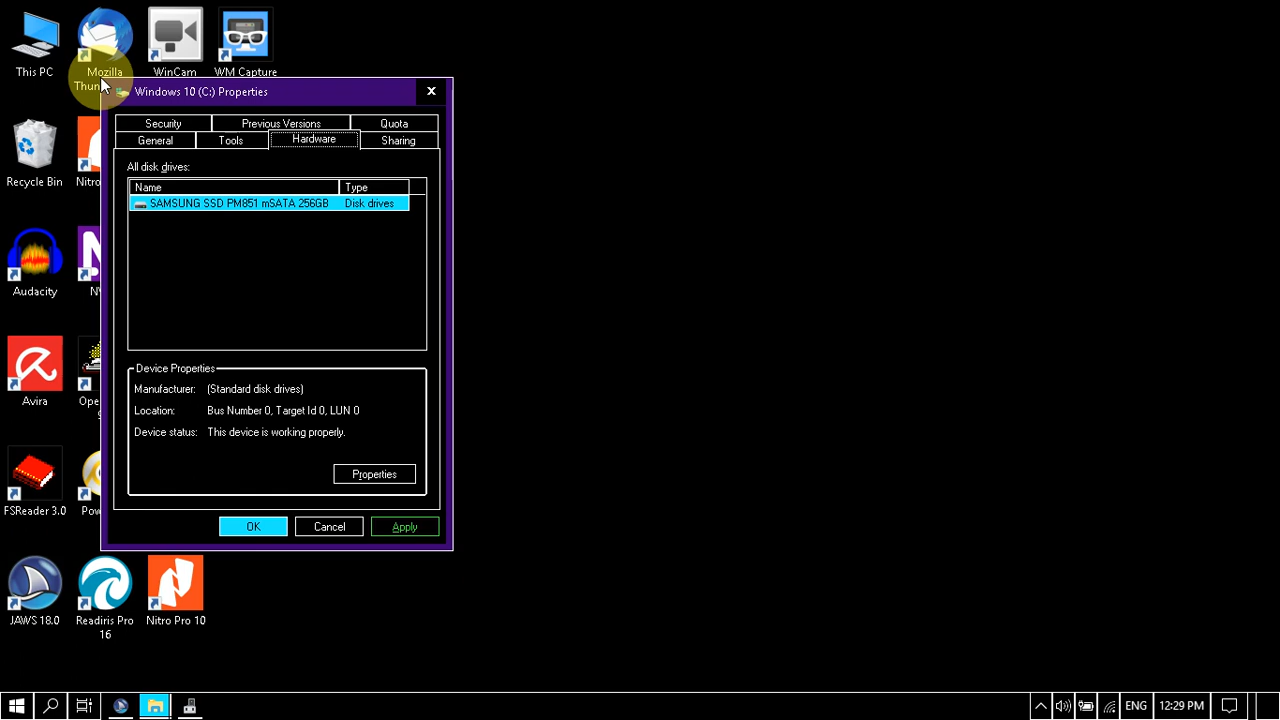 This PC
Mozilla
Thun
WinCam
WM Capture
Windows 10 (C:) Properties
Security
Previous Versions
Quota
General
Tools
Hardware
Sharing
All disk drives:
Name
Type
SAMSUNG SSD PM851 mSATA 256GB
Disk drives
Device Properties
Manufacturer: (Standard disk drives)
Location: Bus Number 0, Target Id 0, LUN 0
Device status: This device is working properly.
Properties
OK
Cancel
Apply
Recycle Bin
Nitro
Audacity
NV
Avira
Ope
FSReader 3.0
Pow
JAWS 18.0
Readiris Pro
16
Nitro Pro 10
ENG
12:29 PM